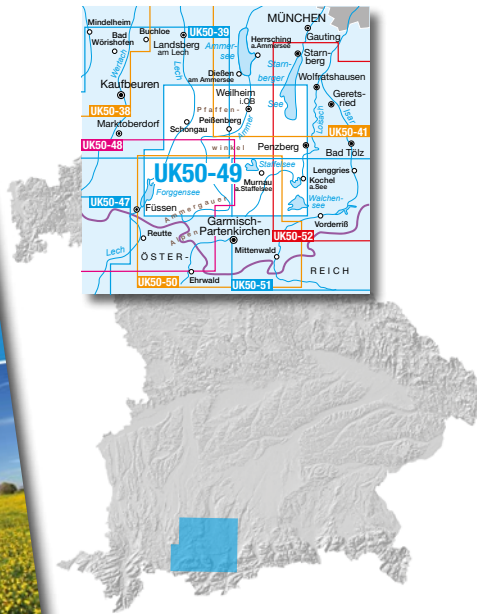 MÜNCHEN
Mindelheim
Bad
Wörishofen
Buchloe
UK50-39
Landsberg
am Lech
Ammer-
see
Herrsching
a.Ammersee
Gauting
Starn-
berg
Wertach
Lech
Dießen
am Ammersee
Starn-
berger
See
Wolfratshausen
Kaufbeuren
Weilheim
i.OB
Gerets-
ried
UK50-38
Pfaffen-
Marktoberdorf
Schongau
Peißenberg
Ammer
Loisach
Isar
UK50-41
UK50-48
winkel
Penzberg
Bad Tölz
UK50-49
Staffelsee
Murnau
a.Staffelsee
Lenggries
Kochel
a.See
Forggensee
UK50-47
Füssen
Ammergauer
Walchen-
see
Vorderriß
Reutte
Alpen
Garmisch-
Partenkirchen
UK50-52
Lech
ÖSTER-
Mittenwald
REICH
UK50-50
Ehrwald
UK50-51